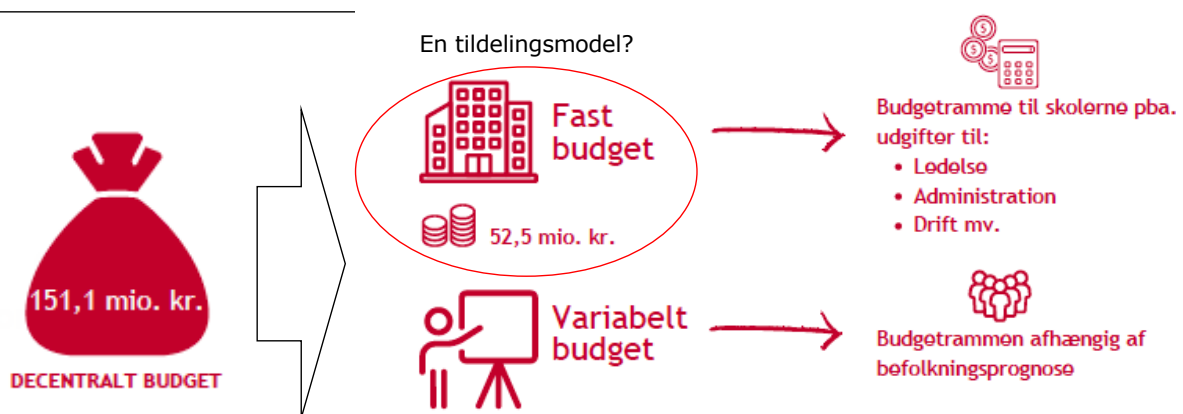 En tildelingsmodel?
151,1 mio. kr.
DECENTRALT BUDGET
Fast
budget
52,5 mio. kr.
Variabelt
budget
Budgetramme til skolerne pba.
udgifter til:
• Ledelse
• Administration
• Drift mv.
Budgetrammen afhængig af
befolkningsprognose